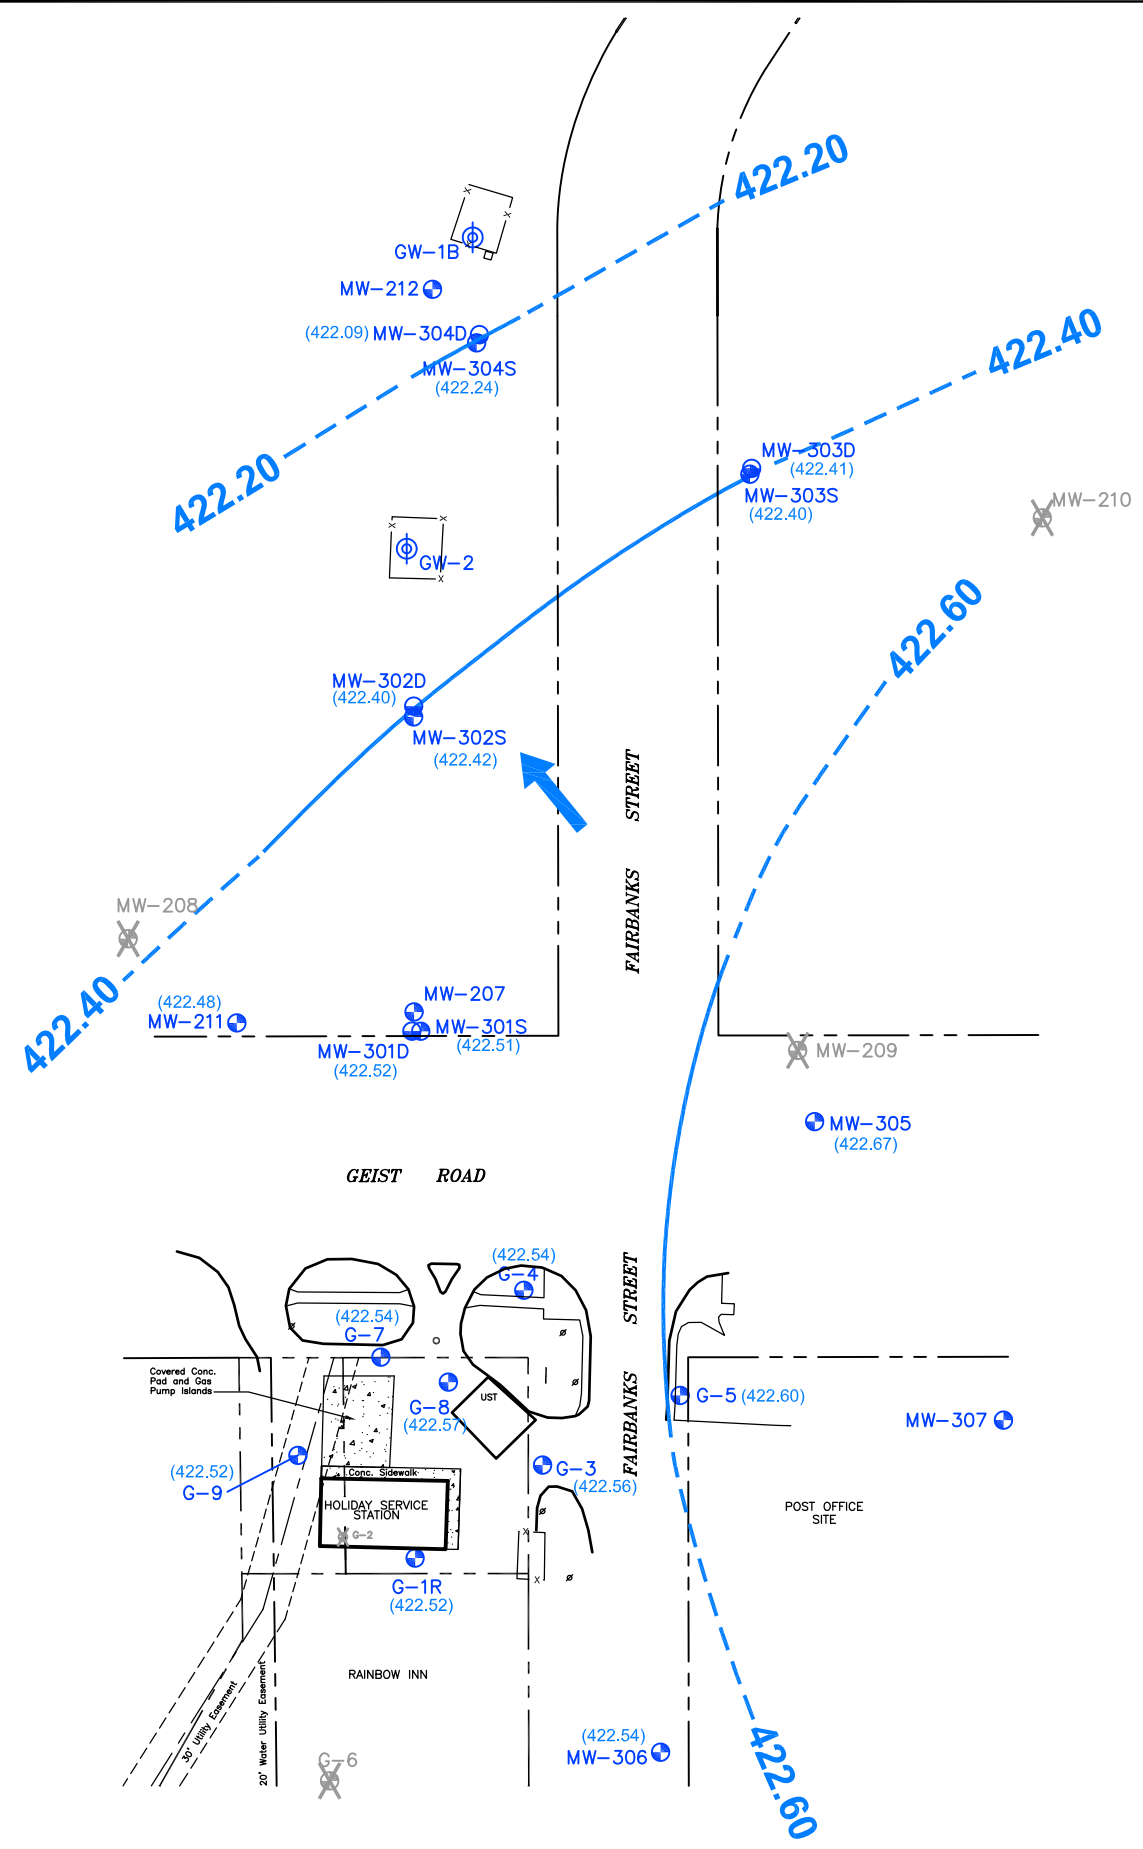 422.20
GW-1B
MW-212
(422.09) MW-304D
MW-304S
(422.24)
422.40
422.20
MW-303D
(422.41)
MW-303S
(422.40)
MW-210
X
X
X
X
X
X
GW-2
422.60
MW-302D
(422.40)
MW-302S
(422.42)
FAIRBANKS STREET
MW-208
422.40
(422.48)
MW-211
MW-207
MW-301S
(422.51)
MW-301D
(422.52)
MW-209
MW-305
(422.67)
GEIST ROAD
(422.54)
G-4
FAIRBANKS STREET
(422.54)
G-7
Covered Conc.
Pad and Gas
Pump Islands
G-8
(422.57)
UST
G-5 (422.60)
MW-307
(422.52)
G-9
Conc. Sidewalk
G-3
(422.56)
HOLIDAY SERVICE
STATION
G-2
POST OFFICE
SITE
X
X
G-1R
(422.52)
RAINBOW INN
30' Utility Easement
20' Water Utility Easement
G-6
(422.54)
MW-306
422.60